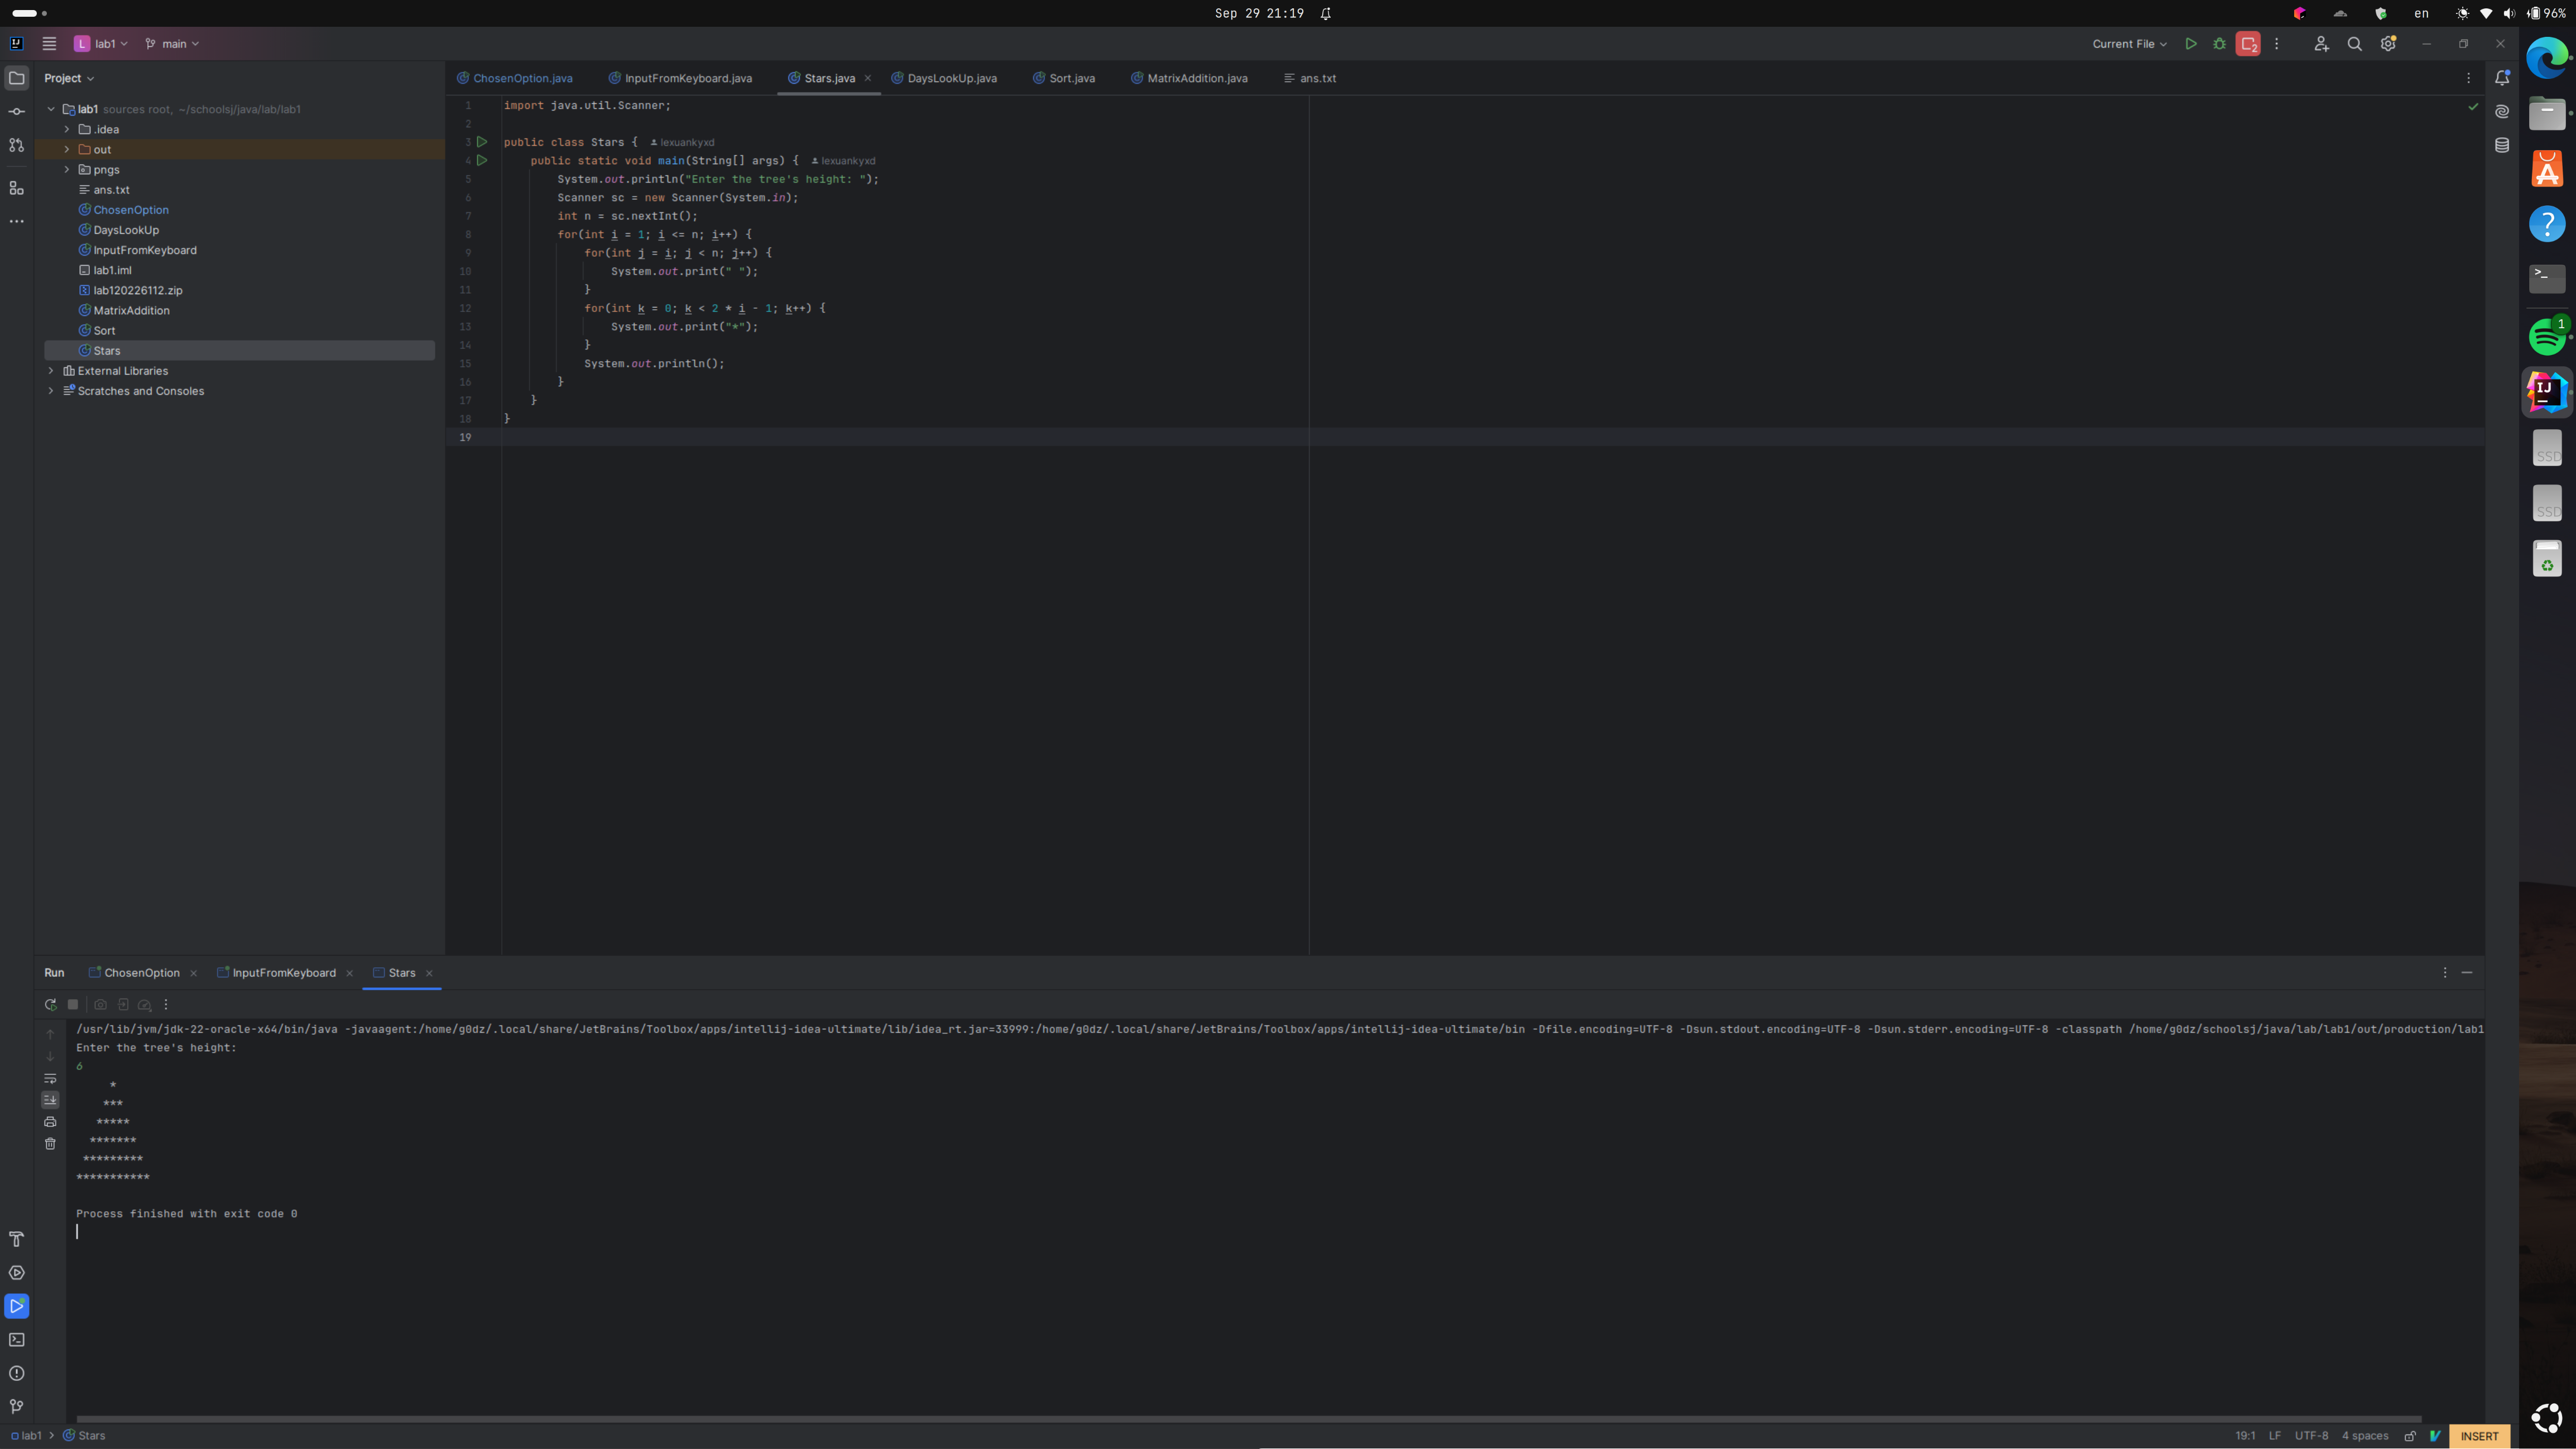 Sep 29 21:19
en
96%
L lab1
main
Current File
2
Project
ChosenOption.java
InputFromKeyboard.java
Stars.java
DaysLookUp.java
Sort.java
MatrixAddition.java
ans.txt
lab1 sources root, ~/schoolsj/java/lab/lab1
.idea
out
pngs
ans.txt
ChosenOption
DaysLookUp
InputFromKeyboard
lab1.iml
lab120226112.zip
MatrixAddition
Sort
Stars
External Libraries
Scratches and Consoles
1 import java.util.Scanner;
2
3 public class Stars { lexuankyxd
4 public static void main(String[] args) { lexuankyxd
5 System.out.println("Enter the tree's height: ");
6 Scanner sc = new Scanner(System.in);
7 int n = sc.nextInt();
8 for(int i = 1; i <= n; i++) {
9 for(int j = i; j < n; j++) {
10 System.out.print(" ");
11 }
12 for(int k = 0; k < 2 * i - 1; k++) {
13 System.out.print("*");
14 }
15 System.out.println();
16 }
17 }
18 }
19
1
IJ
SSD
SSD
Run
ChosenOption
InputFromKeyboard
Stars
/usr/lib/jvm/jdk-22-oracle-x64/bin/java -javaagent:/home/g0dz/.local/share/JetBrains/Toolbox/apps/intellij-idea-ultimate/lib/idea_rt.jar=33999:/home/g0dz/.local/share/JetBrains/Toolbox/apps/intellij-idea-ultimate/bin -Dfile.encoding=UTF-8 -Dsun.stdout.encoding=UTF-8 -Dsun.stderr.encoding=UTF-8 -classpath /home/g0dz/schoolsj/java/lab/lab1/out/production/lab1
Enter the tree's height:
6
     *
    ***
   *****
  *******
 *********
***********
Process finished with exit code 0
lab1 > Stars
19:1 LF UTF-8 4 spaces INSERT